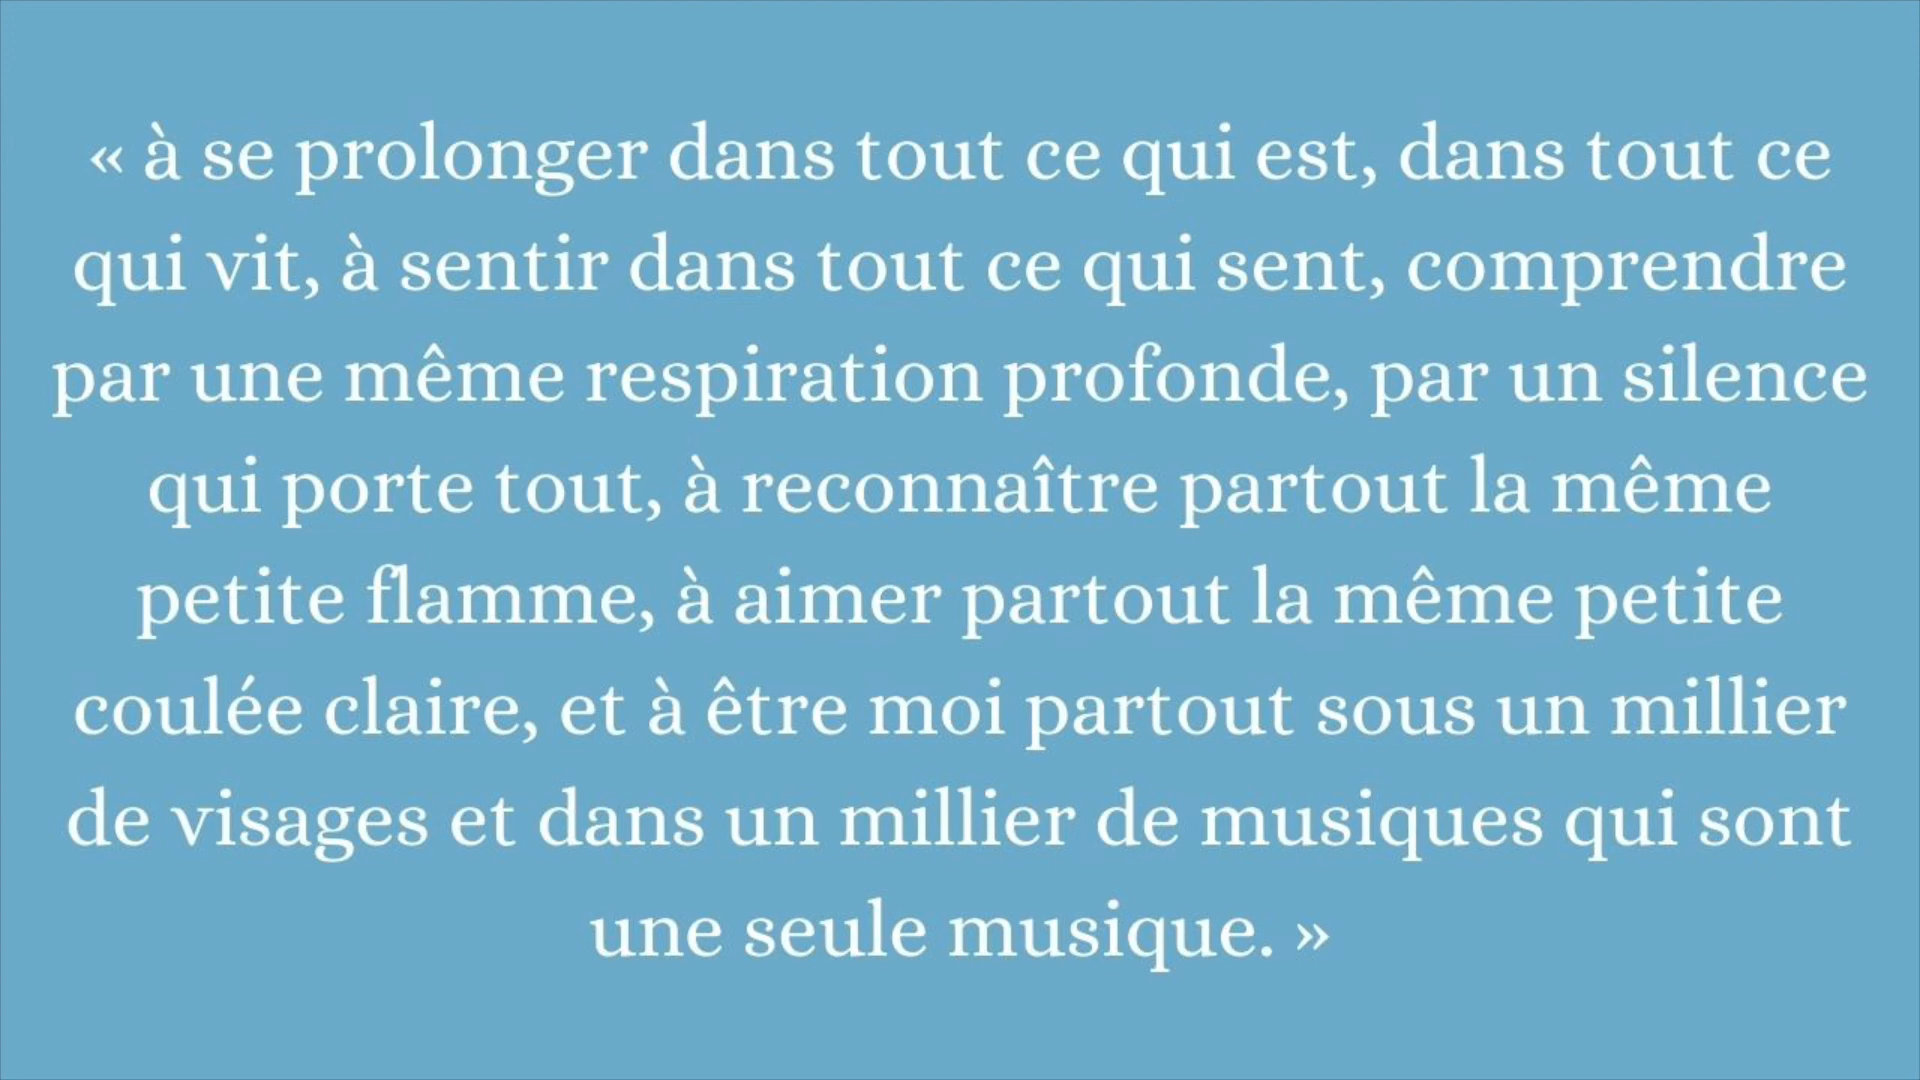 « à se prolonger dans tout ce qui est, dans tout ce
qui vit, à sentir dans tout ce qui sent, comprendre
par une même respiration profonde, par un silence
qui porte tout, à reconnaître partout la même
petite flamme, à aimer partout la même petite
coulée claire, et à être moi partout sous un millier
de visages et dans un millier de musiques qui sont
une seule musique. »